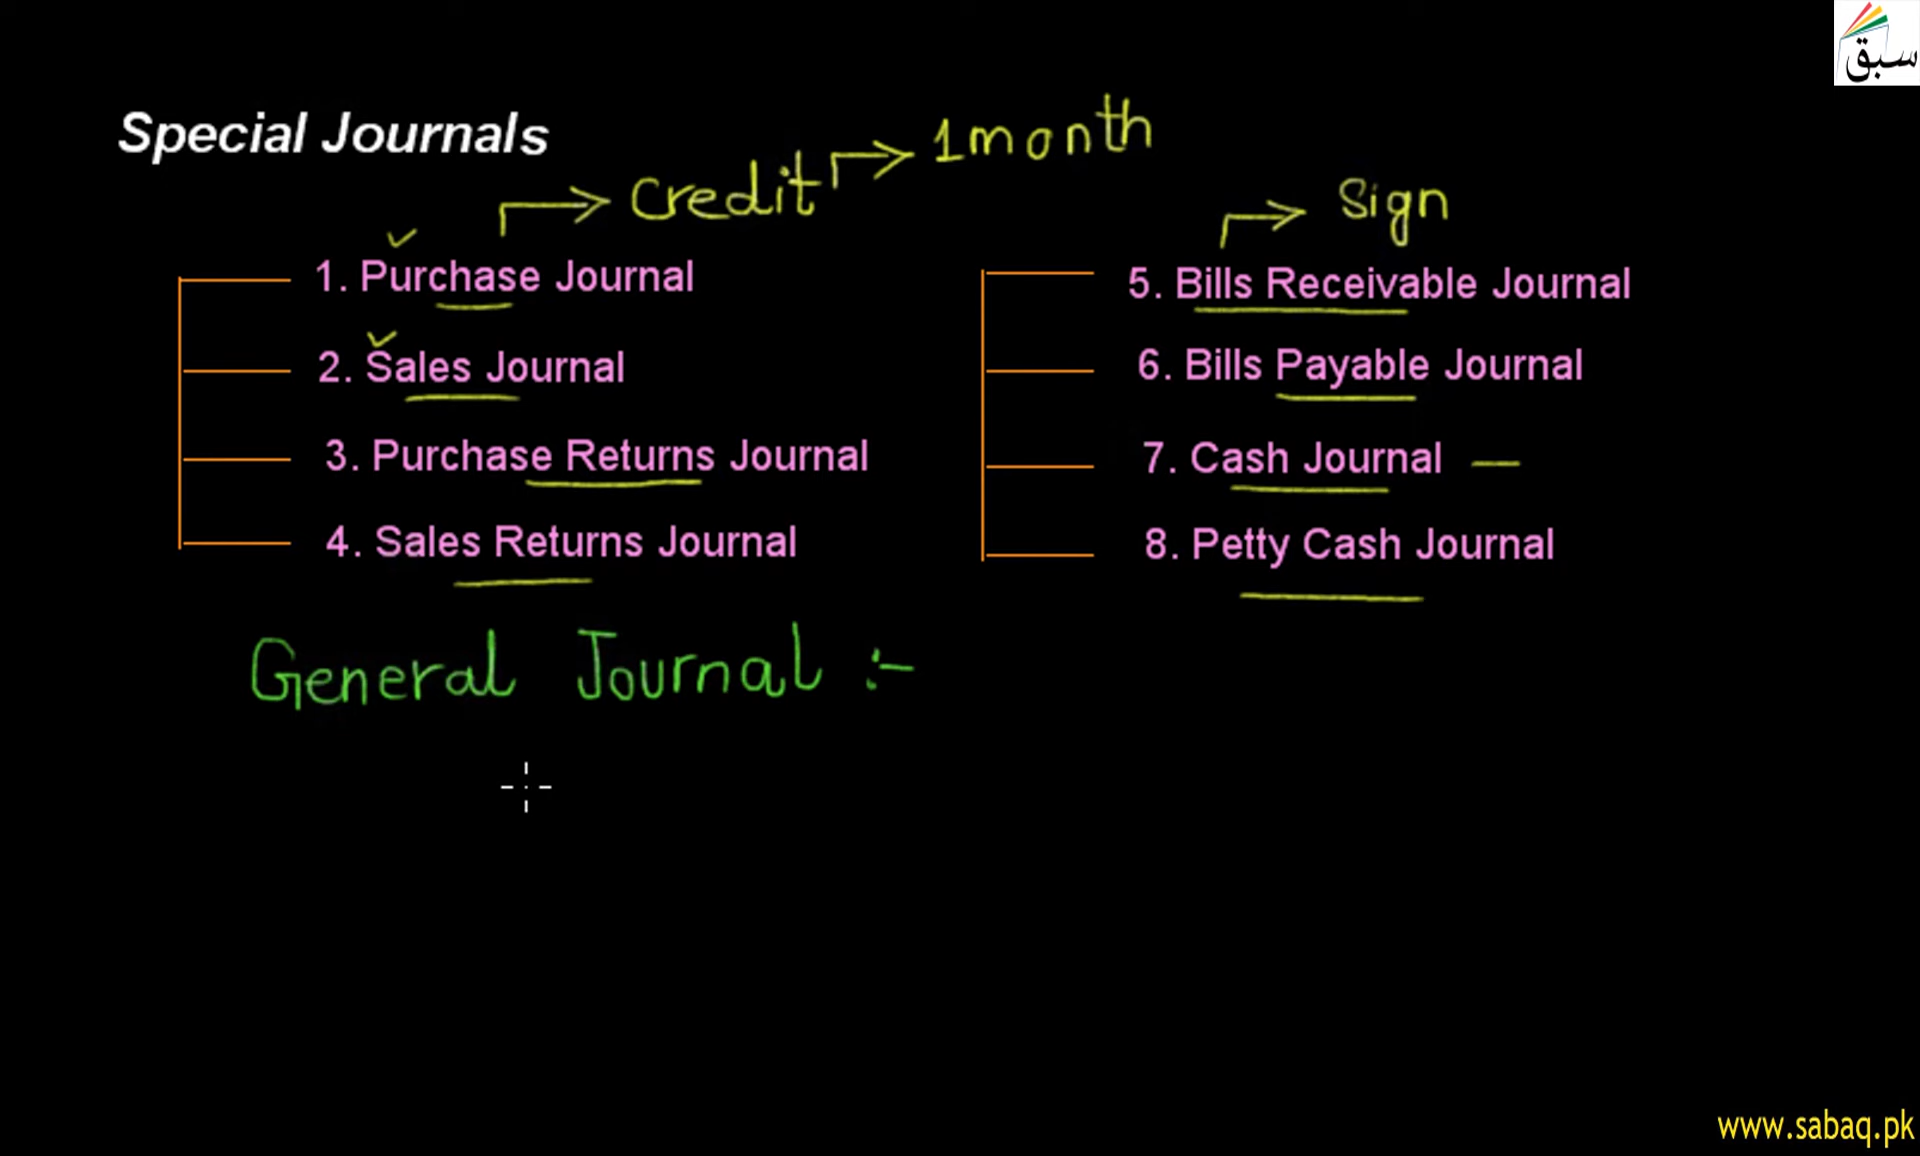 سبق
Special Journals
Credit
1 month
1. Purchase Journal
2. Sales Journal
3. Purchase Returns Journal
4. Sales Returns Journal
Sign
5. Bills Receivable Journal
6. Bills Payable Journal
7. Cash Journal –
8. Petty Cash Journal
General Journal :-
www.sabaq.pk